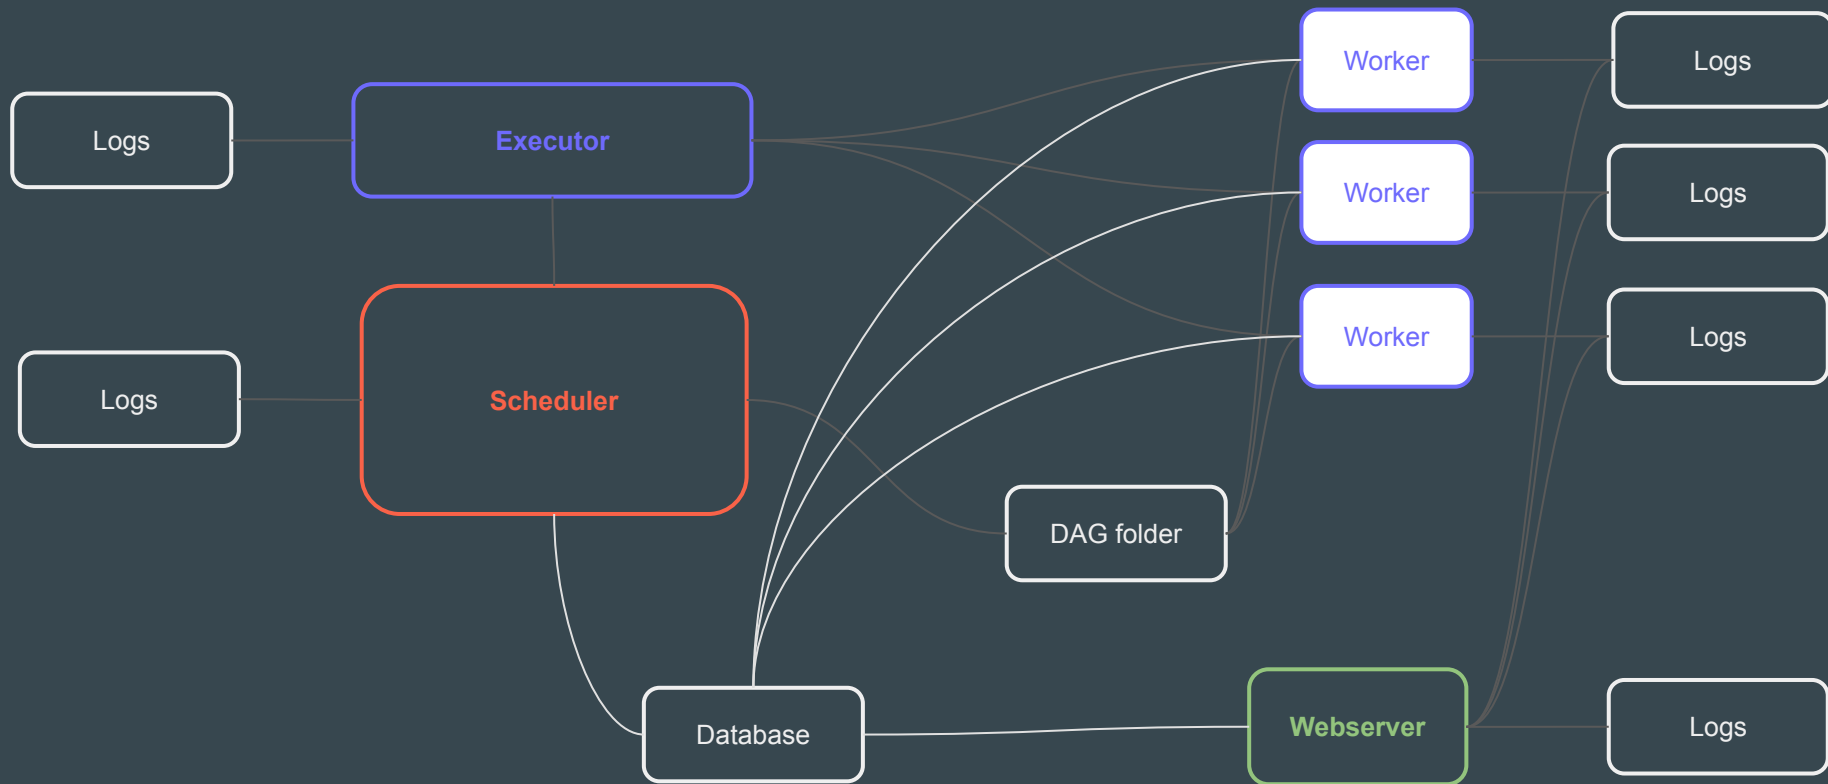 Worker
Logs
Logs
Executor
Worker
Logs
Worker
Logs
Logs
Scheduler
DAG folder
Database
Webserver
Logs